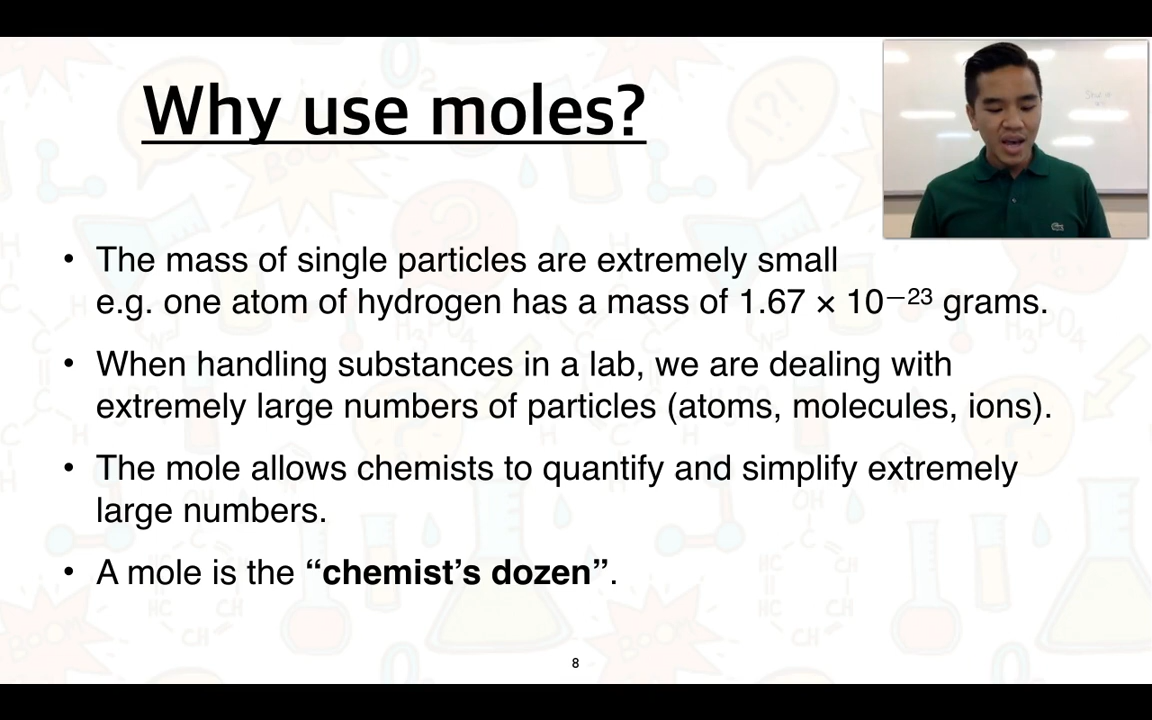 Why use moles?
• The mass of single particles are extremely small
e.g. one atom of hydrogen has a mass of 1.67 × 10⁻²³ grams.
• When handling substances in a lab, we are dealing with
extremely large numbers of particles (atoms, molecules, ions).
• The mole allows chemists to quantify and simplify extremely
large numbers.
• A mole is the “chemist’s dozen”.
8